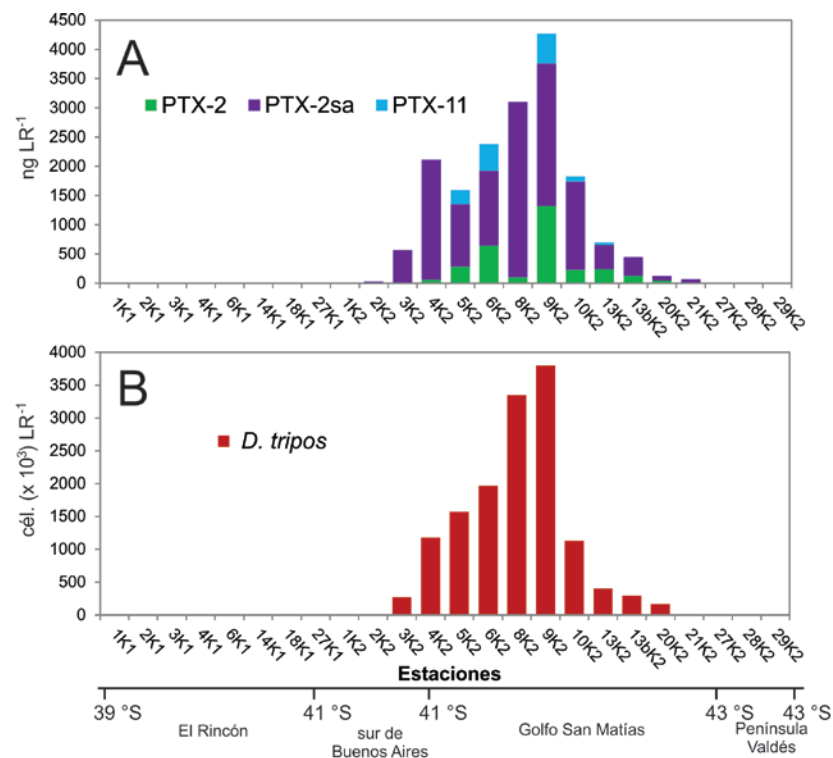 A
4500
4000
3500
3000
2500
2000
1500
1000
500
0
ng LR-1
PTX-2 PTX-2sa PTX-11
1K1 2K1 3K1 4K1 6K1 14K1 18K1 27K1 1K2 2K2 3K2 4K2 5K2 6K2 8K2 9K2 10K2 13K2 13bK2 20K2 21K2 27K2 28K2 29K2
B
4000
3500
3000
2500
2000
1500
1000
500
0
cél. (x 10³) LR-1
D. tripos
1K1 2K1 3K1 4K1 6K1 14K1 18K1 27K1 1K2 2K2 3K2 4K2 5K2 6K2 8K2 9K2 10K2 13K2 13bK2 20K2 21K2 27K2 28K2 29K2
Estaciones
39 °S 41 °S 41 °S 43 °S 43 °S
El Rincón
sur de
Buenos Aires
Golfo San Matías
Península
Valdés